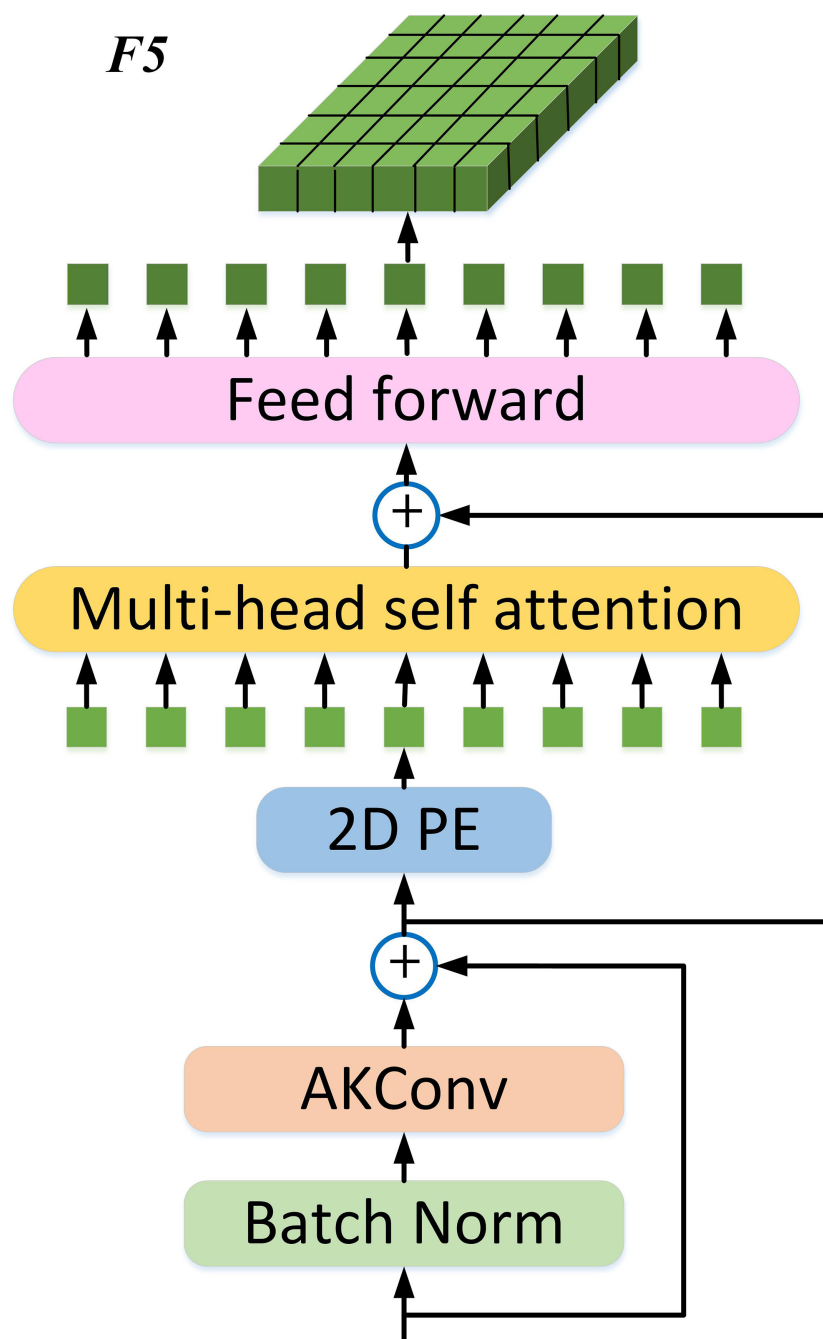 F5
Feed forward
+
Multi-head self attention
2D PE
+
AKConv
Batch Norm